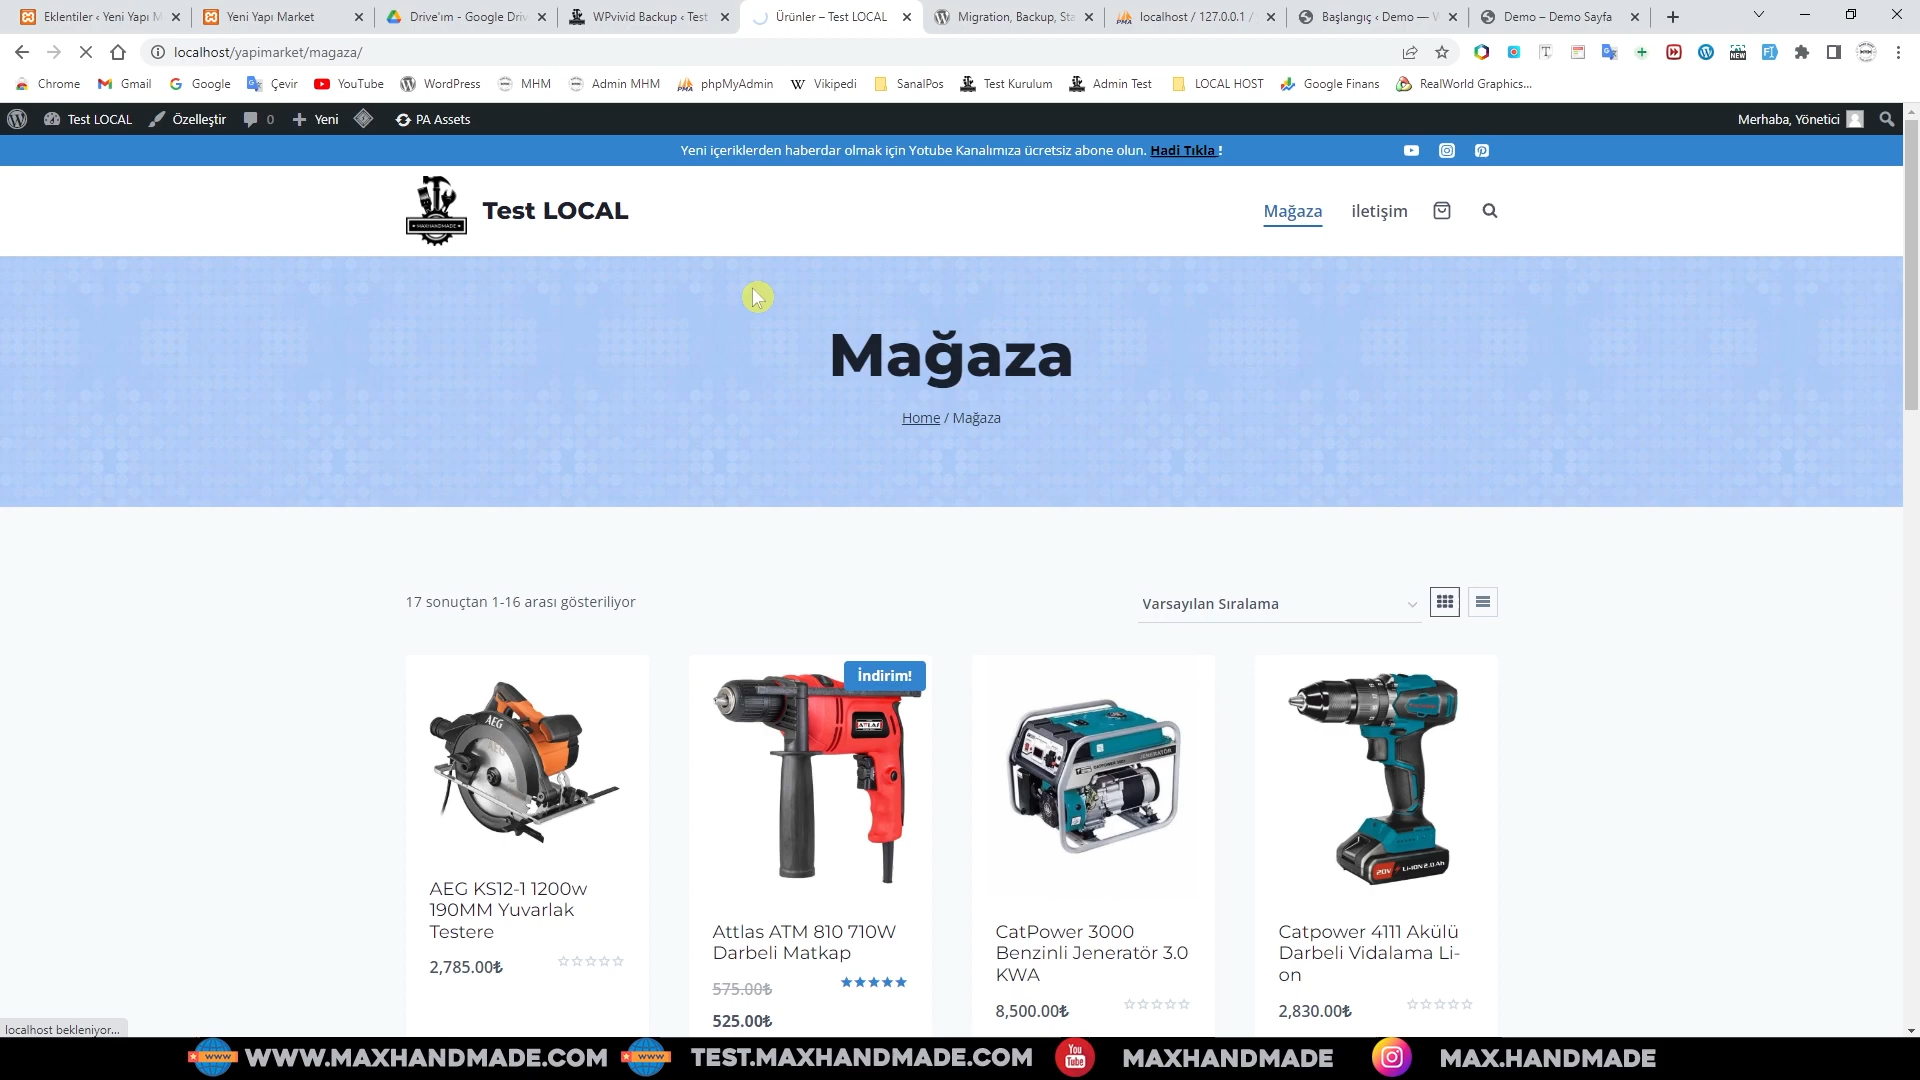 Eklentiler ‹ Yeni Yapı M
Yeni Yapı Market
Drive'ım - Google Driv
WPvivid Backup ‹ Test
Ürünler – Test LOCAL
Migration, Backup, Sta
localhost / 127.0.0.1 /
Başlangıç ‹ Demo — W
Demo – Demo Sayfa
localhost/yapimarket/magaza/
Chrome
Gmail
Google
Çevir
YouTube
WordPress
MHM
Admin MHM
phpMyAdmin
Vikipedi
SanalPos
Test Kurulum
Admin Test
LOCAL HOST
Google Finans
RealWorld Graphics...
Test LOCAL
Özelleştir
0
Yeni
PA Assets
Merhaba, Yönetici
Yeni içeriklerden haberdar olmak için Yotube Kanalımıza ücretsiz abone olun. Hadi Tıkla !
MAXHANDMADE
Test LOCAL
Mağaza
iletişim
Mağaza
Home / Mağaza
17 sonuçtan 1-16 arası gösteriliyor
Varsayılan Sıralama
İndirim!
AEG KS12-1 1200w
190MM Yuvarlak
Testere
2,785.00₺
Attlas ATM 810 710W
Darbeli Matkap
575.00₺
525.00₺
CatPower 3000
Benzinli Jeneratör 3.0
KWA
8,500.00₺
Catpower 4111 Akülü
Darbeli Vidalama Li-
on
2,830.00₺
localhost bekleniyor...
WWW.MAXHANDMADE.COM
TEST.MAXHANDMADE.COM
MAXHANDMADE
MAX.HANDMADE